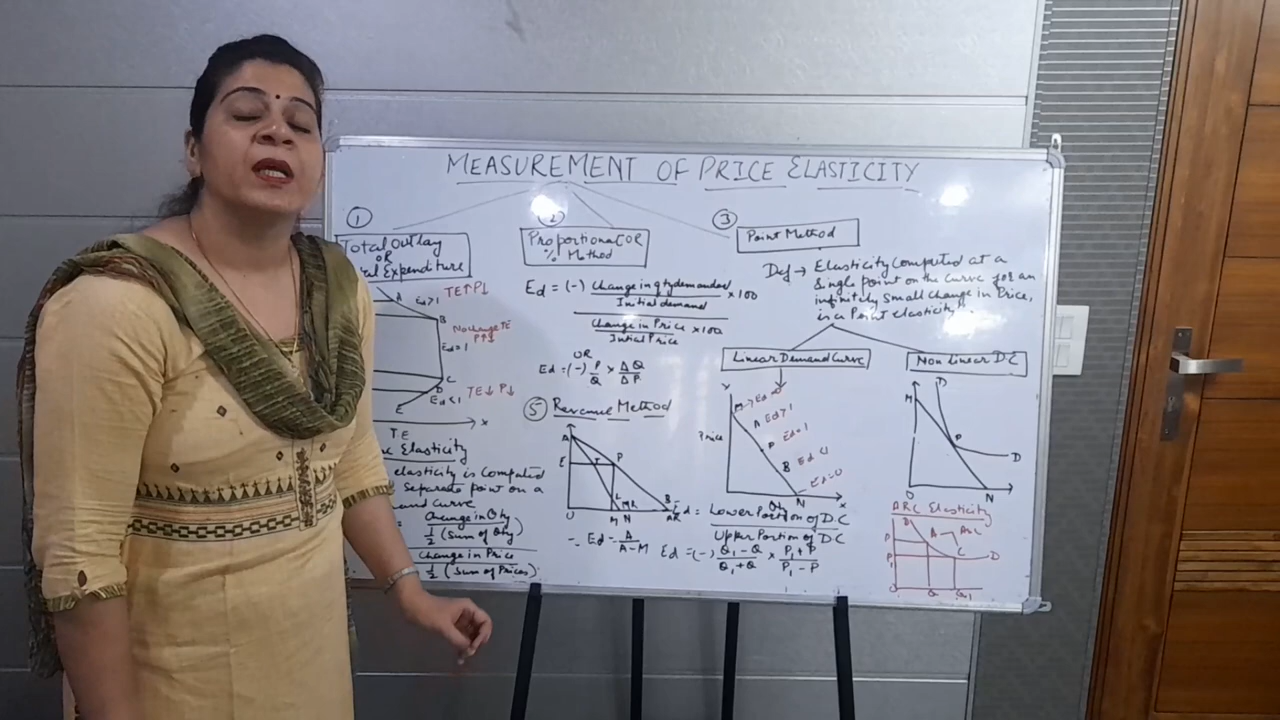 MEASUREMENT OF PRICE ELASTICITY
①
Total Outlay
OR
Expenditure
A
Ed>1
TE↑P↓
B
No change TE
P↑↓
Ed=1
C
D
Ed<1
TE↓ P↓
E
TE
x
Elasticity
elasticity is computed
separate point on a
Curve
= Change in Qty
1/2 (Sum of Qty)
Change in Price
1/2 (Sum of Prices)
②
Proportional OR
% Method
Ed = (-) Change in qty demanded
Initial demand
×100
Change in Price ×100
Initial Price
OR
Ed = (-) P/Q × ΔQ/ΔP
⑤ Revenue Method
A
E
P
L
MR
B
AR
O
M N
∴ Ed = A/A-M
③
Point Method
Def → Elasticity Computed at a
Single point on the Curve for an
infinitely small change in Price,
is a Point elasticity.
Linear Demand Curve
Y
M
A Ed>1
Price
P Ed=1
B
Ed=0
N
x
Ed = Lower Portion of D.C
Upper Portion of D.C
Ed = (-) Q₁-Q/Q₁+Q × P₁+P/P₁-P
Non Linear D.C
D
M
P
D
O
N
ARC Elasticity
D
P
A
Arc
P₁
C
D
O
Q
Q₁